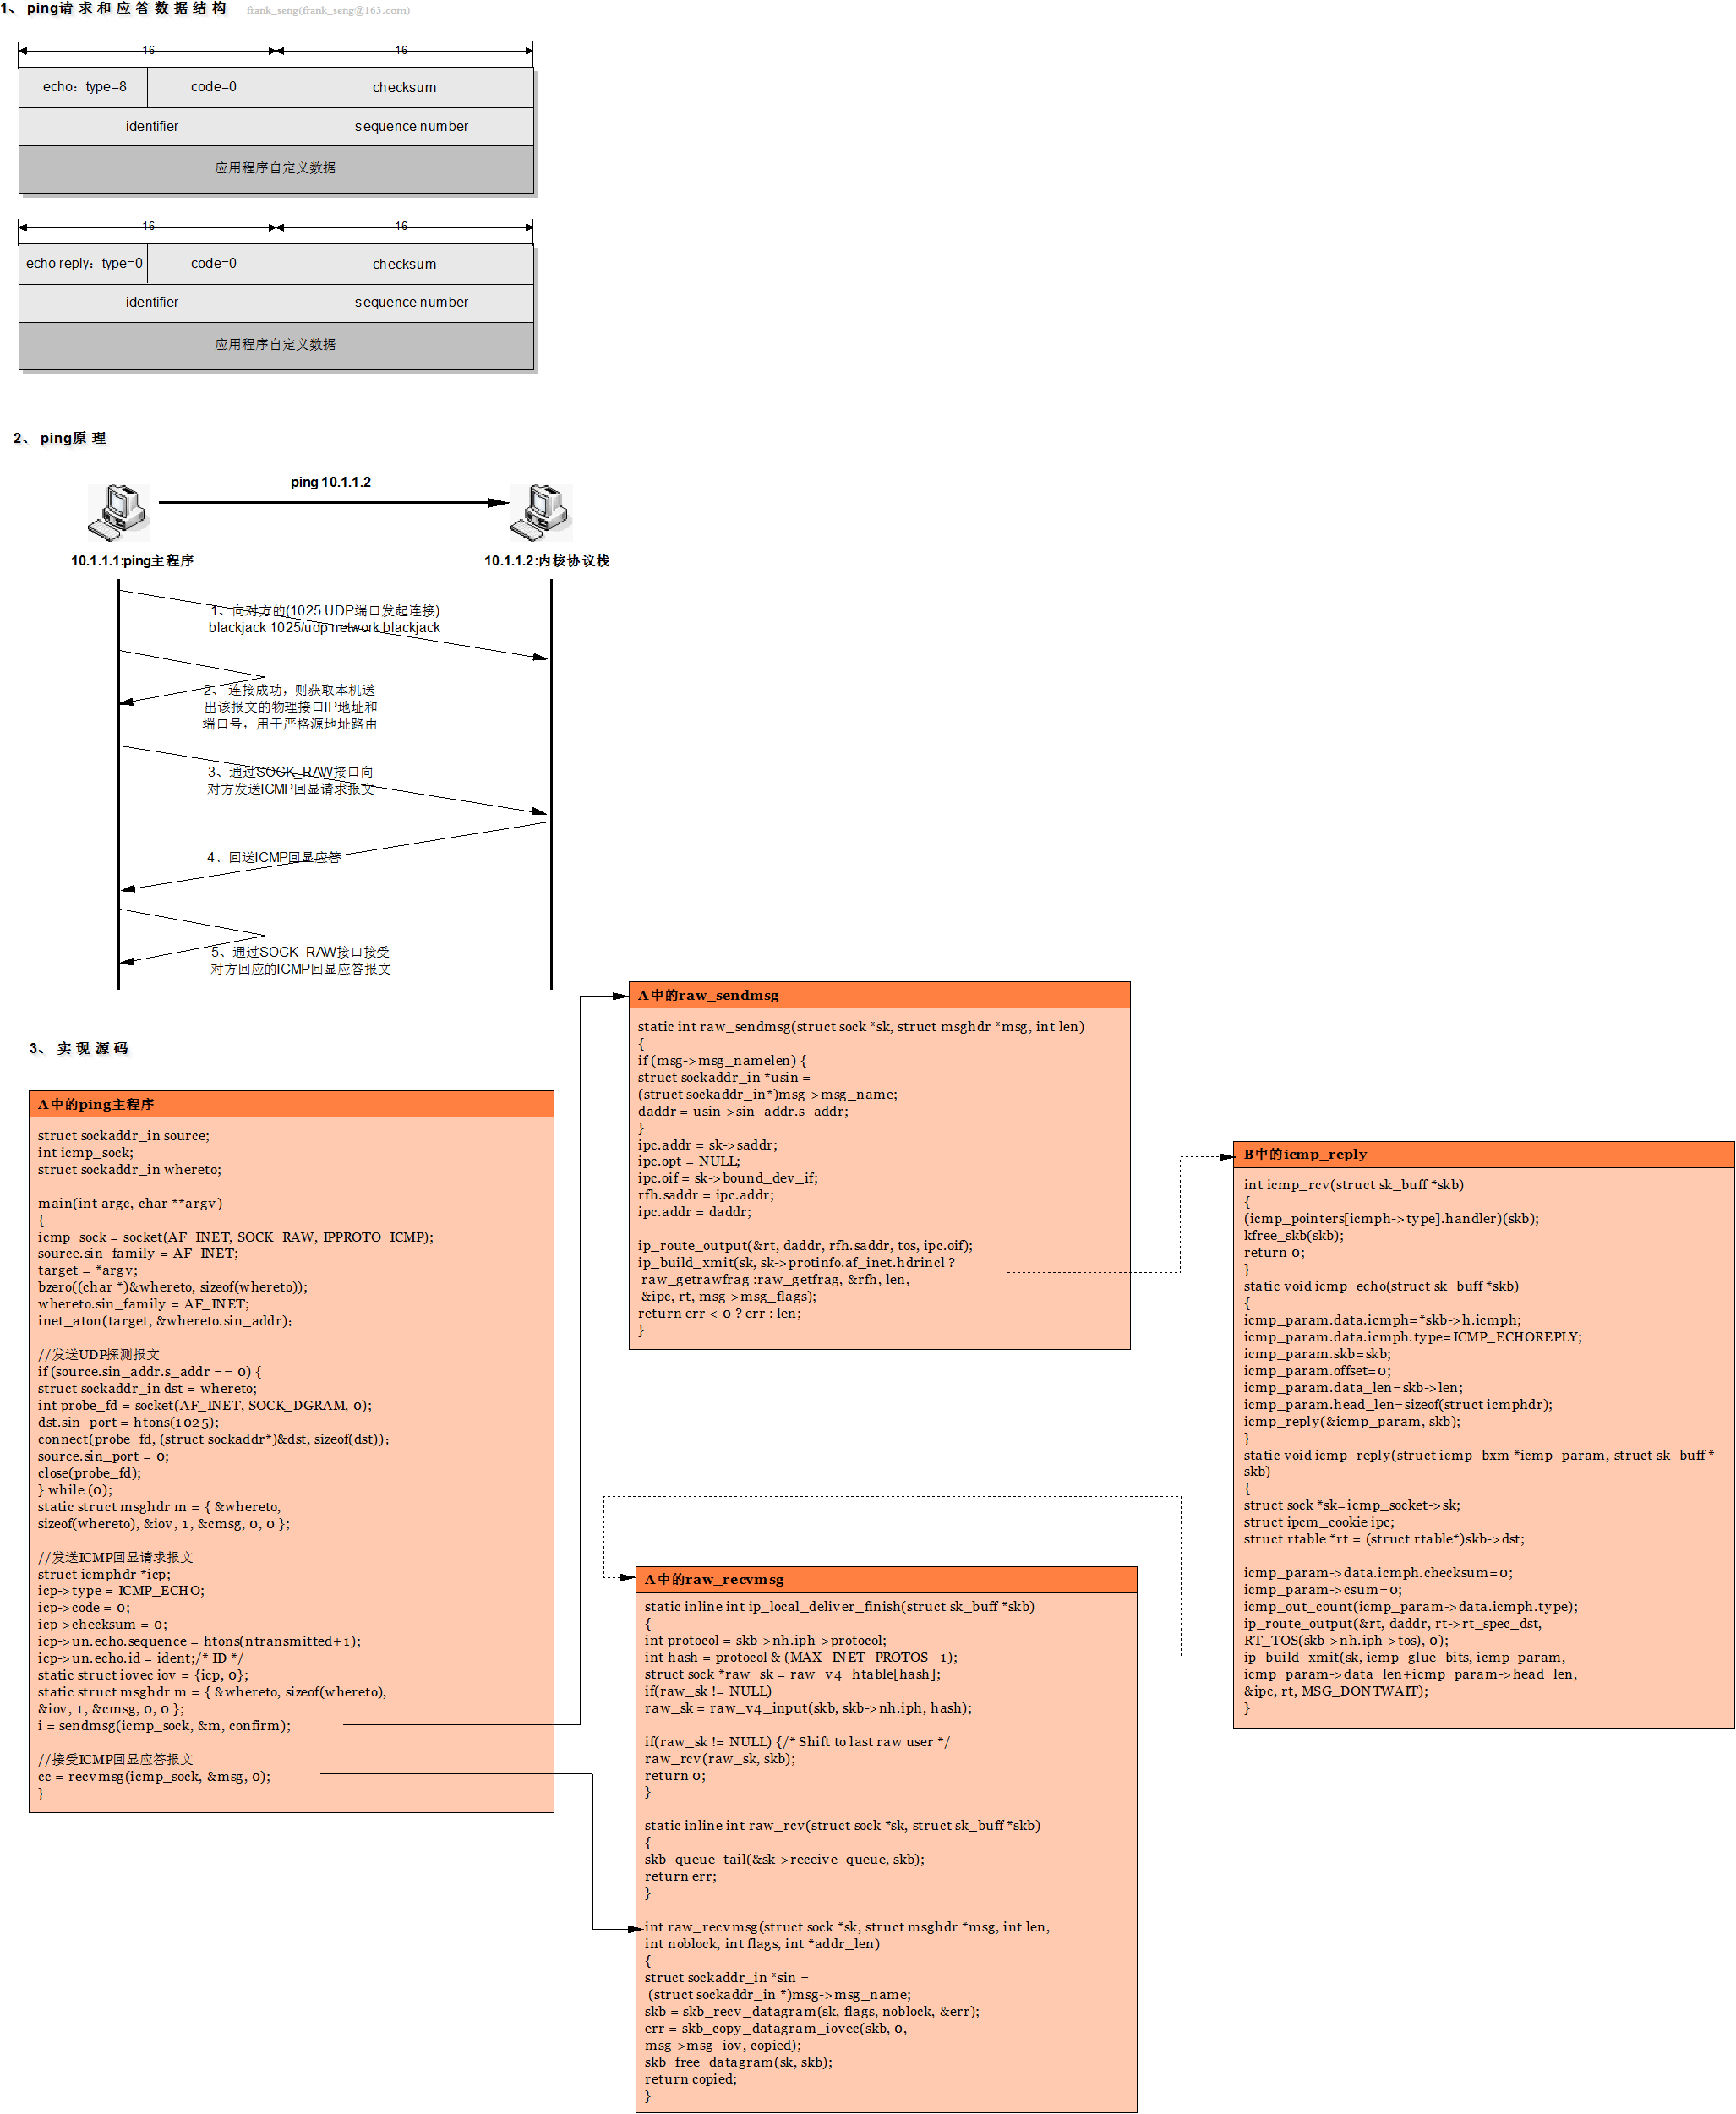 1、 ping请求和应答数据结构
frank_seng(frank_seng@163.com)
16 16
echo：type=8 code=0 checksum
identifier sequence number
应用程序自定义数据
16 16
echo reply：type=0 code=0 checksum
identifier sequence number
应用程序自定义数据
2、 ping原理
ping 10.1.1.2
10.1.1.1:ping主程序
10.1.1.2:内核协议栈
1、向对方的(1025 UDP端口发起连接)
blackjack 1025/udp network blackjack
2、 连接成功，则获取本机送
出该报文的物理接口IP地址和
端口号，用于严格源地址路由
3、通过SOCK_RAW接口向
对方发送ICMP回显请求报文
4、回送ICMP回显应答
5、通过SOCK_RAW接口接受
对方回应的ICMP回显应答报文
3、 实现源码
A中的ping主程序
struct sockaddr_in source;
int icmp_sock;
struct sockaddr_in whereto;
main(int argc, char **argv)
{
icmp_sock = socket(AF_INET, SOCK_RAW, IPPROTO_ICMP);
source.sin_family = AF_INET;
target = *argv;
bzero((char *)&whereto, sizeof(whereto));
whereto.sin_family = AF_INET;
inet_aton(target, &whereto.sin_addr)；
//发送UDP探测报文
if (source.sin_addr.s_addr == 0) {
struct sockaddr_in dst = whereto;
int probe_fd = socket(AF_INET, SOCK_DGRAM, 0);
dst.sin_port = htons(1025);
connect(probe_fd, (struct sockaddr*)&dst, sizeof(dst))；
source.sin_port = 0;
close(probe_fd);
} while (0);
static struct msghdr m = { &whereto,
sizeof(whereto), &iov, 1, &cmsg, 0, 0 };
//发送ICMP回显请求报文
struct icmphdr *icp;
icp->type = ICMP_ECHO;
icp->code = 0;
icp->checksum = 0;
icp->un.echo.sequence = htons(ntransmitted+1);
icp->un.echo.id = ident;/* ID */
static struct iovec iov = {icp, 0};
static struct msghdr m = { &whereto, sizeof(whereto),
&iov, 1, &cmsg, 0, 0 };
i = sendmsg(icmp_sock, &m, confirm);
//接受ICMP回显应答报文
cc = recvmsg(icmp_sock, &msg, 0);
}
A中的raw_sendmsg
static int raw_sendmsg(struct sock *sk, struct msghdr *msg, int len)
{
if (msg->msg_namelen) {
struct sockaddr_in *usin =
(struct sockaddr_in*)msg->msg_name;
daddr = usin->sin_addr.s_addr;
}
ipc.addr = sk->saddr;
ipc.opt = NULL;
ipc.oif = sk->bound_dev_if;
rfh.saddr = ipc.addr;
ipc.addr = daddr;
ip_route_output(&rt, daddr, rfh.saddr, tos, ipc.oif);
ip_build_xmit(sk, sk->protinfo.af_inet.hdrincl ?
raw_getrawfrag :raw_getfrag, &rfh, len,
&ipc, rt, msg->msg_flags);
return err < 0 ? err : len;
}
B中的icmp_reply
int icmp_rcv(struct sk_buff *skb)
{
(icmp_pointers[icmph->type].handler)(skb);
kfree_skb(skb);
return 0;
}
static void icmp_echo(struct sk_buff *skb)
{
icmp_param.data.icmph=*skb->h.icmph;
icmp_param.data.icmph.type=ICMP_ECHOREPLY;
icmp_param.skb=skb;
icmp_param.offset=0;
icmp_param.data_len=skb->len;
icmp_param.head_len=sizeof(struct icmphdr);
icmp_reply(&icmp_param, skb);
}
static void icmp_reply(struct icmp_bxm *icmp_param, struct sk_buff *
skb)
{
struct sock *sk=icmp_socket->sk;
struct ipcm_cookie ipc;
struct rtable *rt = (struct rtable*)skb->dst;
icmp_param->data.icmph.checksum=0;
icmp_param->csum=0;
icmp_out_count(icmp_param->data.icmph.type);
ip_route_output(&rt, daddr, rt->rt_spec_dst,
RT_TOS(skb->nh.iph->tos), 0);
ip_build_xmit(sk, icmp_glue_bits, icmp_param,
icmp_param->data_len+icmp_param->head_len,
&ipc, rt, MSG_DONTWAIT);
}
A中的raw_recvmsg
static inline int ip_local_deliver_finish(struct sk_buff *skb)
{
int protocol = skb->nh.iph->protocol;
int hash = protocol & (MAX_INET_PROTOS - 1);
struct sock *raw_sk = raw_v4_htable[hash];
if(raw_sk != NULL)
raw_sk = raw_v4_input(skb, skb->nh.iph, hash);
if(raw_sk != NULL) {/* Shift to last raw user */
raw_rcv(raw_sk, skb);
return 0;
}
static inline int raw_rcv(struct sock *sk, struct sk_buff *skb)
{
skb_queue_tail(&sk->receive_queue, skb);
return err;
}
int raw_recvmsg(struct sock *sk, struct msghdr *msg, int len,
int noblock, int flags, int *addr_len)
{
struct sockaddr_in *sin =
(struct sockaddr_in *)msg->msg_name;
skb = skb_recv_datagram(sk, flags, noblock, &err);
err = skb_copy_datagram_iovec(skb, 0,
msg->msg_iov, copied);
skb_free_datagram(sk, skb);
return copied;
}